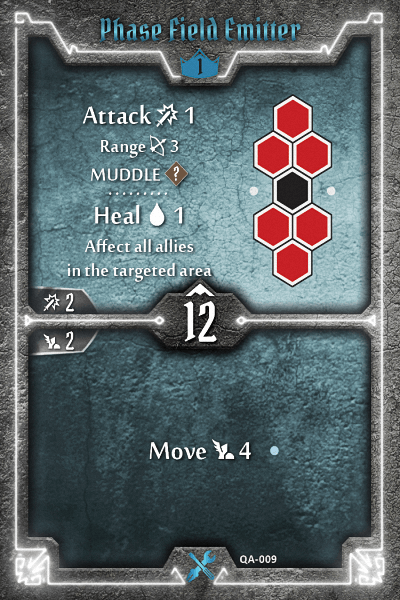 Phase Field Emitter
1
Attack 1
Range 3
MUDDLE ?
Heal 1
Affect all allies
in the targeted area
2
12
2
Move 4
QA-009